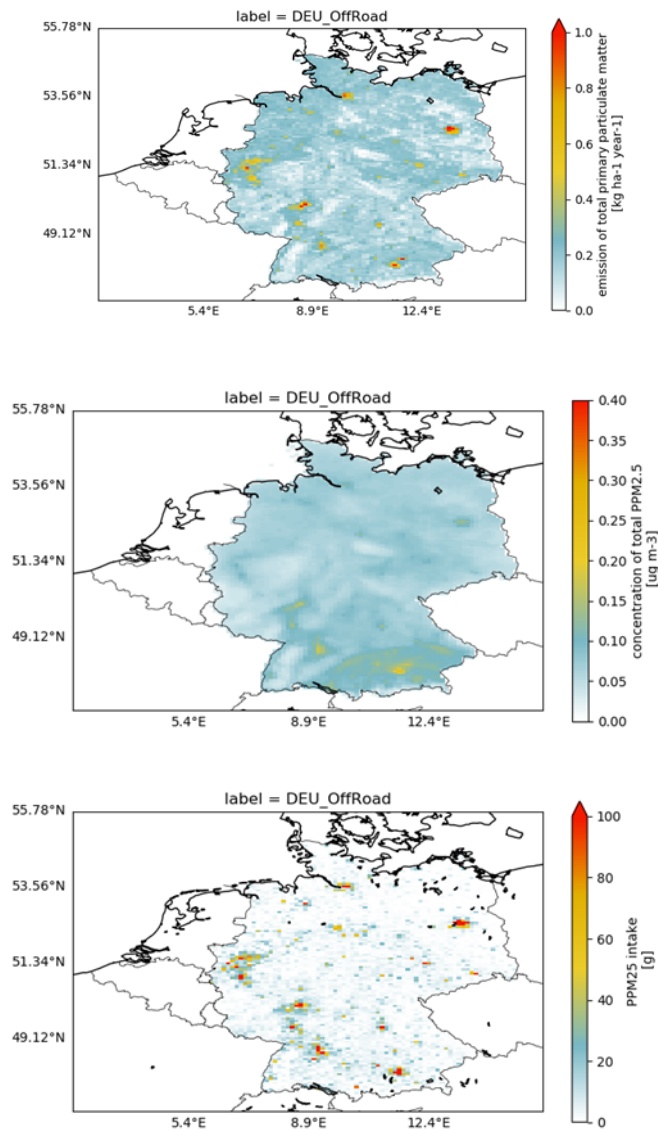 label = DEU_OffRoad
55.78°N
53.56°N
51.34°N
49.12°N
5.4°E 8.9°E 12.4°E
1.0
0.8
0.6
0.4
0.2
0.0
emission of total primary particulate matter
[kg ha-1 year-1]
label = DEU_OffRoad
55.78°N
53.56°N
51.34°N
49.12°N
5.4°E 8.9°E 12.4°E
0.40
0.35
0.30
0.25
0.20
0.15
0.10
0.05
0.00
concentration of total PPM2.5
[ug m-3]
label = DEU_OffRoad
55.78°N
53.56°N
51.34°N
49.12°N
5.4°E 8.9°E 12.4°E
100
80
60
40
20
0
PPM25 intake
[g]